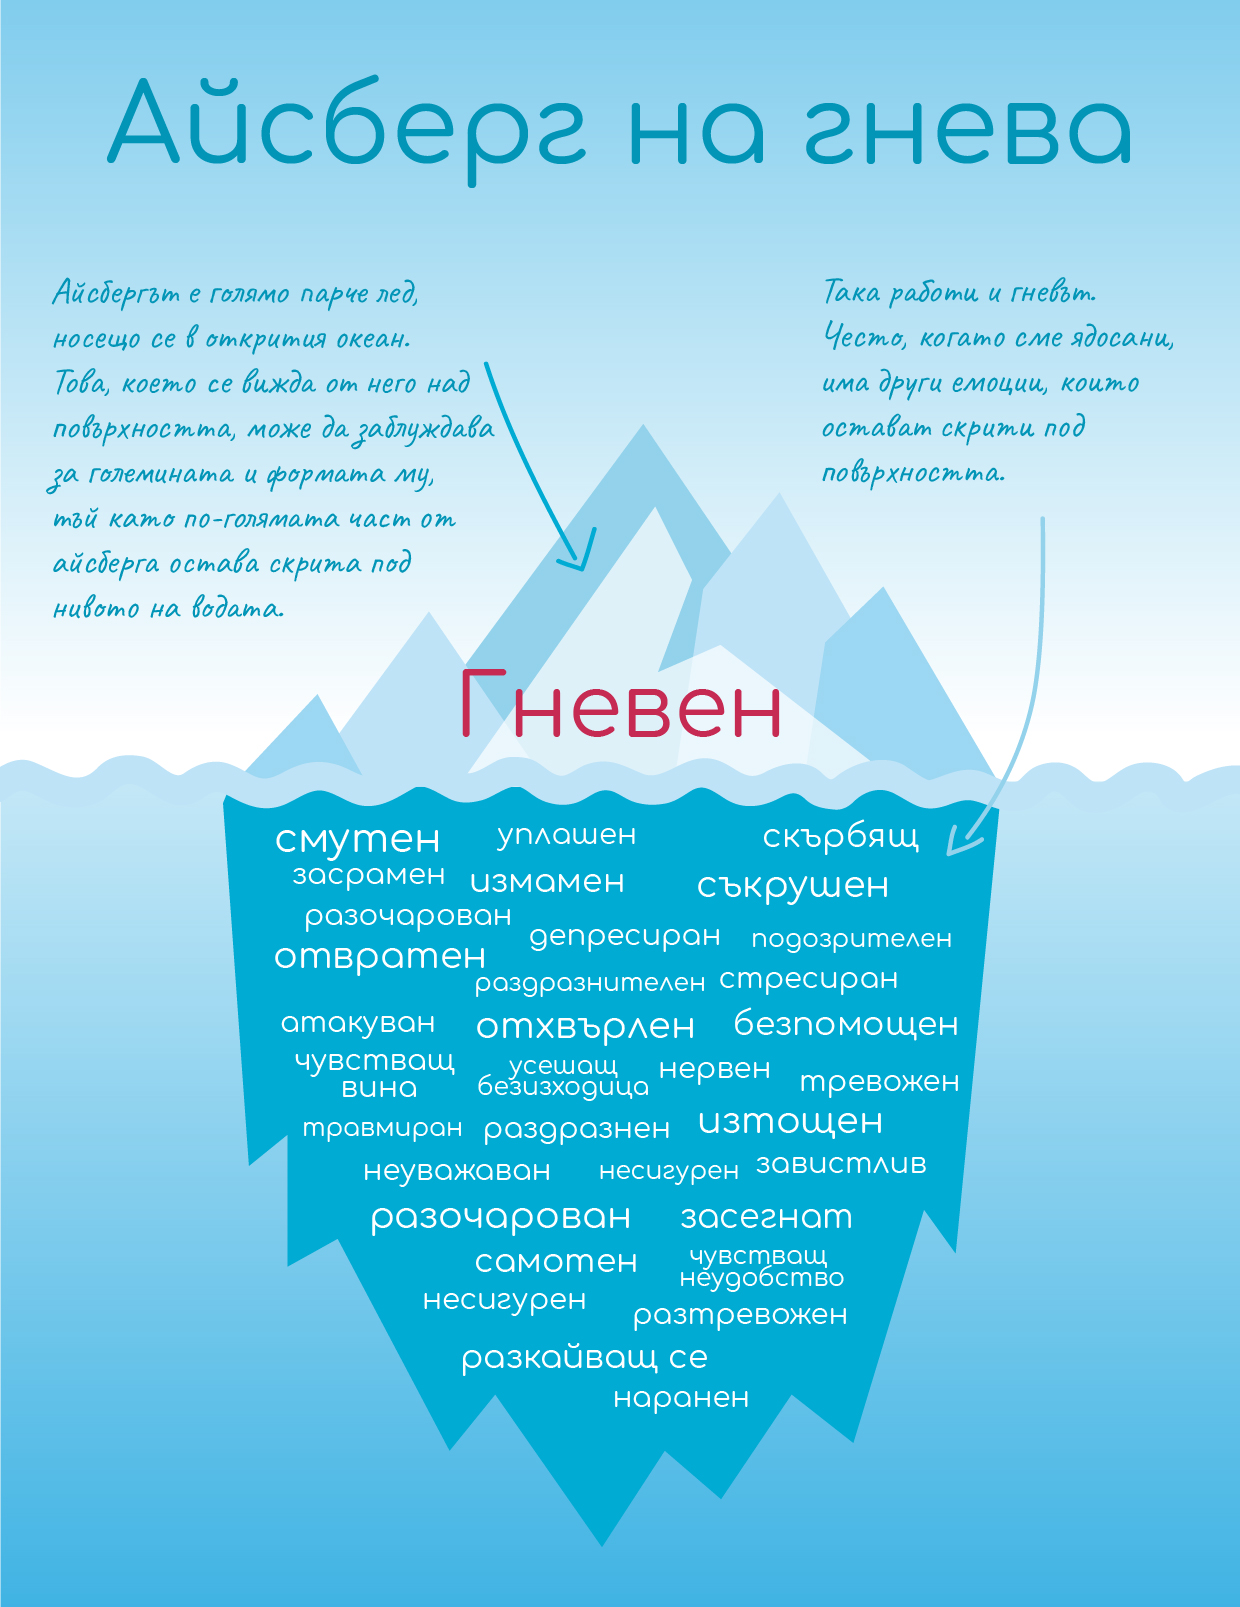 Айсберг на гнева
Айсбергът е голямо парче лед,
носещо се в открития океан.
Това, което се вижда от него над
повърхността, може да заблуждава
за големината и формата му,
тъй като по-голямата част от
айсберга остава скрита под
нивото на водата.
Така работи и гневът.
Често, когато сме ядосани,
има други емоции, които
остават скрити под
повърхността.
Гневен
смутен
уплашен
скърбящ
засрамен
измамен
съкрушен
разочарован
депресиран
подозрителен
отвратен
раздразнителен
стресиран
атакуван
отхвърлен
безпомощен
чувстващ
вина
усешащ
безизходица
нервен
тревожен
травмиран
раздразнен
изтощен
неуважаван
несигурен
завистлив
разочарован
засегнат
самотен
чувстващ
неудобство
несигурен
разтревожен
разкайващ се
наранен